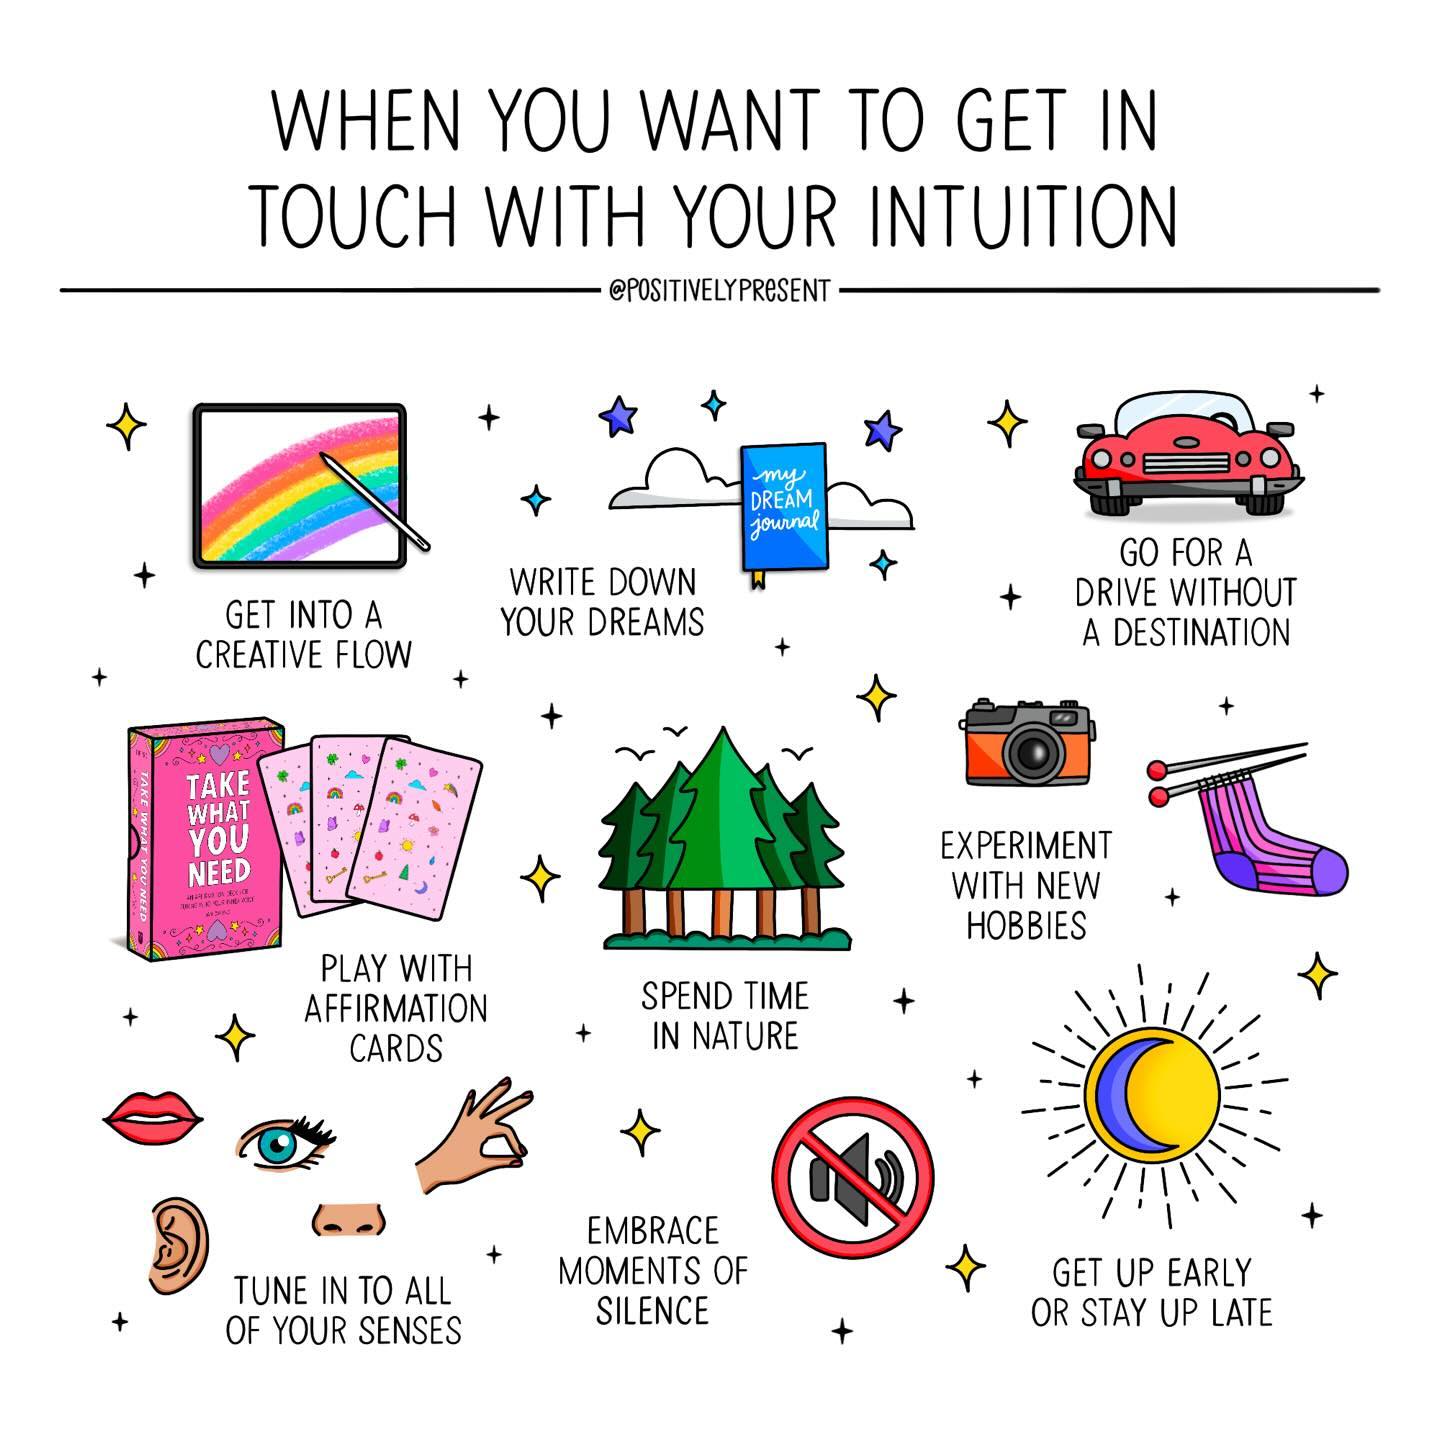 WHEN YOU WANT TO GET IN
TOUCH WITH YOUR INTUITION
@POSITIVELYPRESENT
GET INTO A
CREATIVE FLOW
my
DREAM
journal
WRITE DOWN
YOUR DREAMS
GO FOR A
DRIVE WITHOUT
A DESTINATION
TAKE WHAT YOU NEED
TAKE
WHAT
YOU
NEED
PLAY WITH
AFFIRMATION
CARDS
SPEND TIME
IN NATURE
EXPERIMENT
WITH NEW
HOBBIES
TUNE IN TO ALL
OF YOUR SENSES
EMBRACE
MOMENTS OF
SILENCE
GET UP EARLY
OR STAY UP LATE